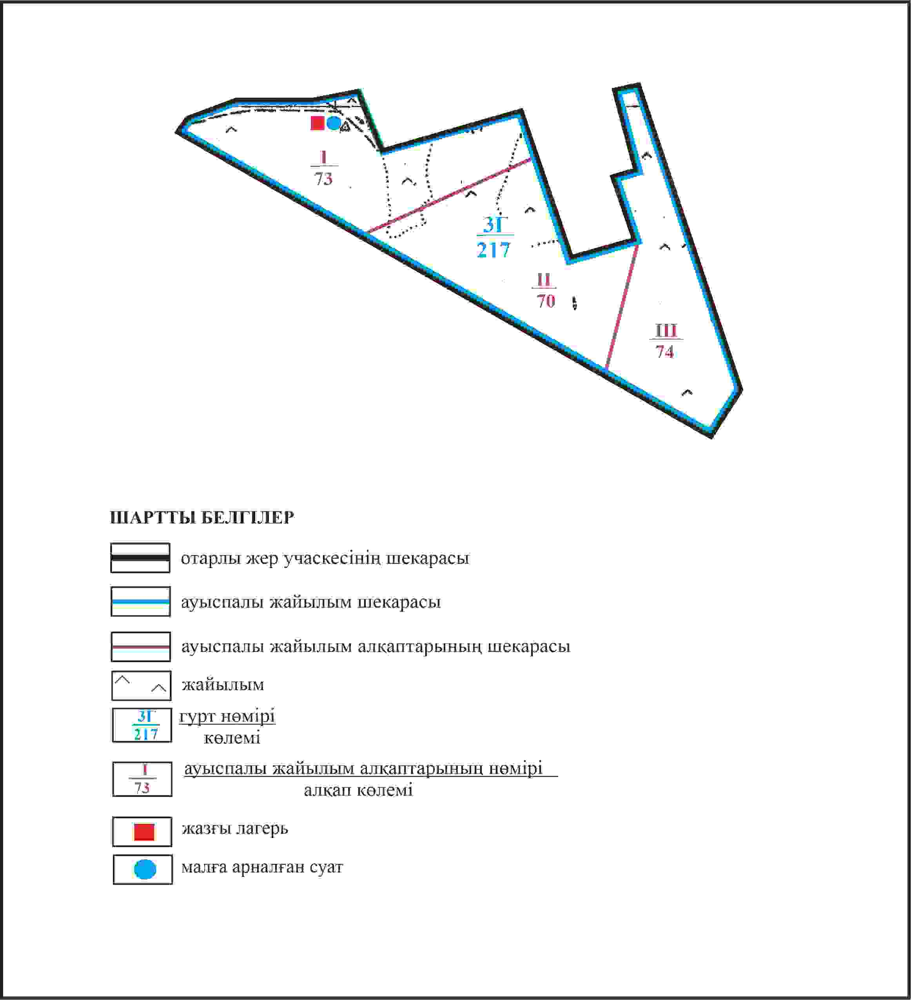 I
73
3Г
217
II
70
III
74
ШАРТТЫ БЕЛГІЛЕР
отарлы жер учаскесінің шекарасы
ауыспалы жайылым шекарасы
ауыспалы жайылым алқаптарының шекарасы
жайылым
3Г
217
гурт нөмірі
көлемі
I
73
ауыспалы жайылым алқаптарының нөмірі
алқап көлемі
жазғы лагерь
малға арналған суат